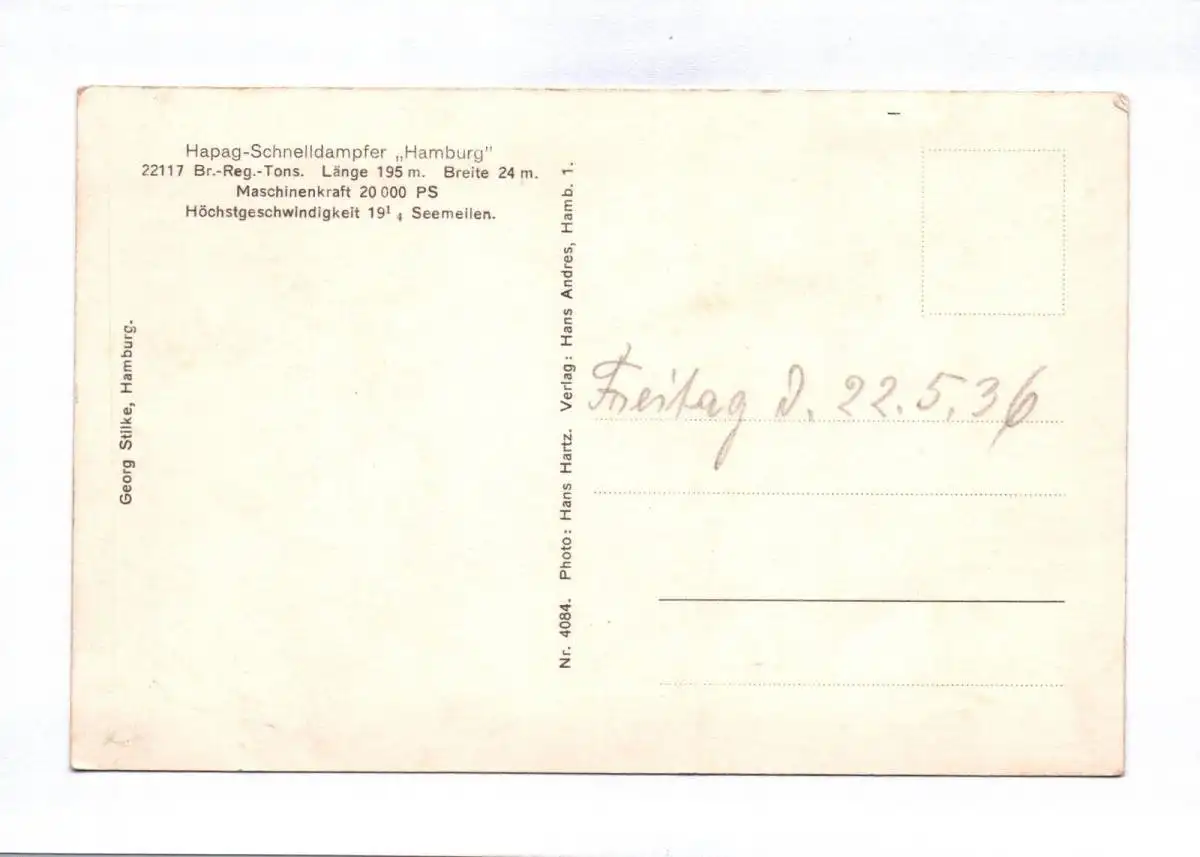 Hapag-Schnelldampfer „Hamburg"
22117 Br.-Reg.-Tons. Länge 195 m. Breite 24 m.
Maschinenkraft 20 000 PS
Höchstgeschwindigkeit 19¹ ₄ Seemeilen.
Georg Stilke, Hamburg.
Nr. 4084. Photo: Hans Hartz. Verlag: Hans Andres, Hamb. 1.
Freitag d. 22.5.36